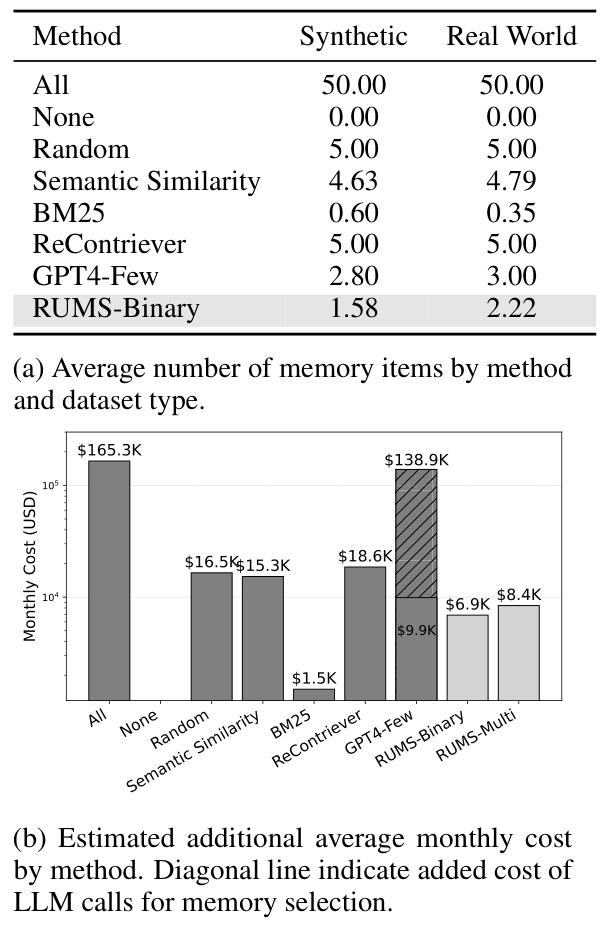 Method Synthetic Real World
All 50.00 50.00
None 0.00 0.00
Random 5.00 5.00
Semantic Similarity 4.63 4.79
BM25 0.60 0.35
ReContriever 5.00 5.00
GPT4-Few 2.80 3.00
RUMS-Binary 1.58 2.22
(a) Average number of memory items by method
and dataset type.
Monthly Cost (USD)
10⁵
10⁴
$165.3K
$16.5K
$15.3K
$1.5K
$18.6K
$138.9K
$9.9K
$6.9K
$8.4K
All
None
Random
Semantic Similarity
BM25
ReContriever
GPT4-Few
RUMS-Binary
RUMS-Multi
(b) Estimated additional average monthly cost
by method. Diagonal line indicate added cost of
LLM calls for memory selection.